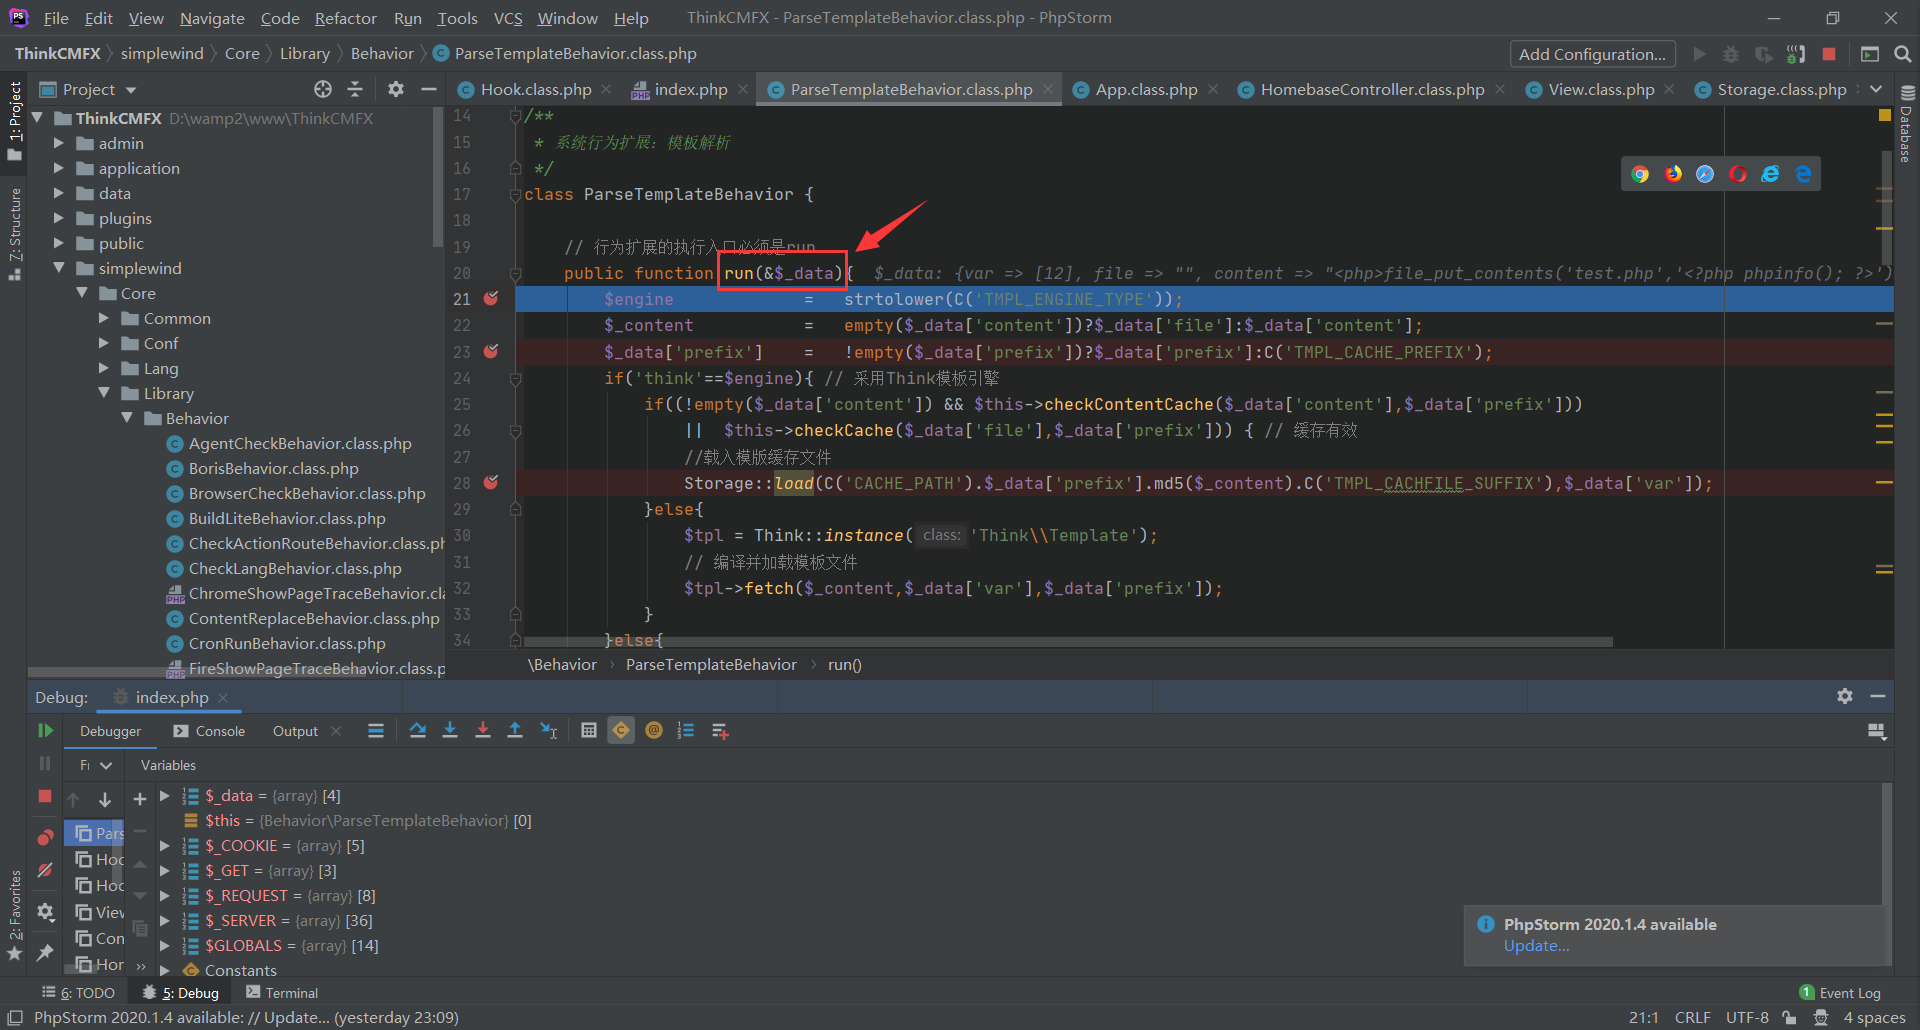 File Edit View Navigate Code Refactor Run Tools VCS Window Help ThinkCMFX - ParseTemplateBehavior.class.php - PhpStorm
ThinkCMFX simplewind Core Library Behavior ParseTemplateBehavior.class.php Add Configuration...
Project
Hook.class.php index.php ParseTemplateBehavior.class.php App.class.php HomebaseController.class.php View.class.php Storage.class.php
1: Project
7: Structure
2: Favorites
Database
ThinkCMFX D:\wamp2\www\ThinkCMFX
admin
application
data
plugins
public
simplewind
Core
Common
Conf
Lang
Library
Behavior
AgentCheckBehavior.class.php
BorisBehavior.class.php
BrowserCheckBehavior.class.php
BuildLiteBehavior.class.php
CheckActionRouteBehavior.class.ph
CheckLangBehavior.class.php
ChromeShowPageTraceBehavior.cla
ContentReplaceBehavior.class.php
CronRunBehavior.class.php
FireShowPageTraceBehavior.class.p
14 /**
15 * 系统行为扩展：模板解析
16 */
17 class ParseTemplateBehavior {
18
19 // 行为扩展的执行入口必须是run
20 public function run(&$_data){ $_data: {var => [12], file => "", content => "<php>file_put_contents('test.php','<?php phpinfo(); ?>')
21 $engine = strtolower(C('TMPL_ENGINE_TYPE'));
22 $_content = empty($_data['content'])?$_data['file']:$_data['content'];
23 $_data['prefix'] = !empty($_data['prefix'])?$_data['prefix']:C('TMPL_CACHE_PREFIX');
24 if('think'==$engine){ // 采用Think模板引擎
25 if((!empty($_data['content']) && $this->checkContentCache($_data['content'],$_data['prefix']))
26 || $this->checkCache($_data['file'],$_data['prefix'])) { // 缓存有效
27 //载入模版缓存文件
28 Storage::load(C('CACHE_PATH').$_data['prefix'].md5($_content).C('TMPL_CACHFILE_SUFFIX'),$_data['var']);
29 }else{
30 $tpl = Think::instance( class: 'Think\\Template');
31 // 编译并加载模板文件
32 $tpl->fetch($_content,$_data['var'],$_data['prefix']);
33 }
34 }else{
\Behavior ParseTemplateBehavior run()
Debug: index.php
Debugger Console Output
Fr Variables
Pars
Hoo
Hoo
View
Con
Hor
$_data = {array} [4]
$this = {Behavior\ParseTemplateBehavior} [0]
$_COOKIE = {array} [5]
$_GET = {array} [3]
$_REQUEST = {array} [8]
$_SERVER = {array} [36]
$GLOBALS = {array} [14]
Constants
PhpStorm 2020.1.4 available
Update...
6: TODO 5: Debug Terminal 1 Event Log
PhpStorm 2020.1.4 available: // Update... (yesterday 23:09) 21:1 CRLF UTF-8 4 spaces